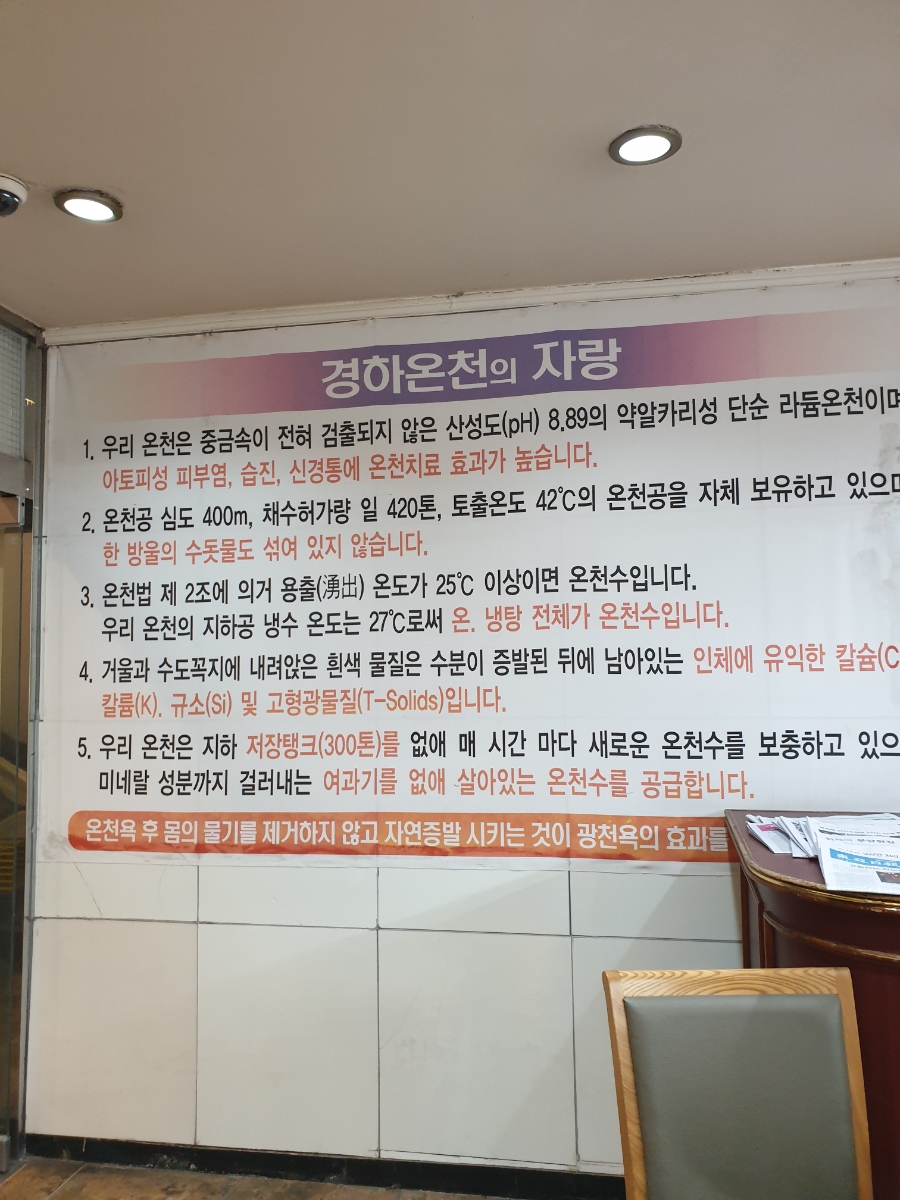 경하온천의 자랑
1. 우리 온천은 중금속이 전혀 검출되지 않은 산성도(pH) 8.89의 약알카리성 단순 라듐온천이며
아토피성 피부염, 습진, 신경통에 온천치료 효과가 높습니다.
2. 온천공 심도 400m, 채수허가량 일 420톤, 토출온도 42℃의 온천공을 자체 보유하고 있으며
한 방울의 수돗물도 섞여 있지 않습니다.
3. 온천법 제 2조에 의거 용출(湧出) 온도가 25℃ 이상이면 온천수입니다.
우리 온천의 지하공 냉수 온도는 27℃로써 온. 냉탕 전체가 온천수입니다.
4. 거울과 수도꼭지에 내려앉은 흰색 물질은 수분이 증발된 뒤에 남아있는 인체에 유익한 칼슘(C
칼륨(K). 규소(Si) 및 고형광물질(T-Solids)입니다.
5. 우리 온천은 지하 저장탱크(300톤)를 없애 매 시간 마다 새로운 온천수를 보충하고 있으
미네랄 성분까지 걸러내는 여과기를 없애 살아있는 온천수를 공급합니다.
온천욕 후 몸의 물기를 제거하지 않고 자연증발 시키는 것이 광천욕의 효과를